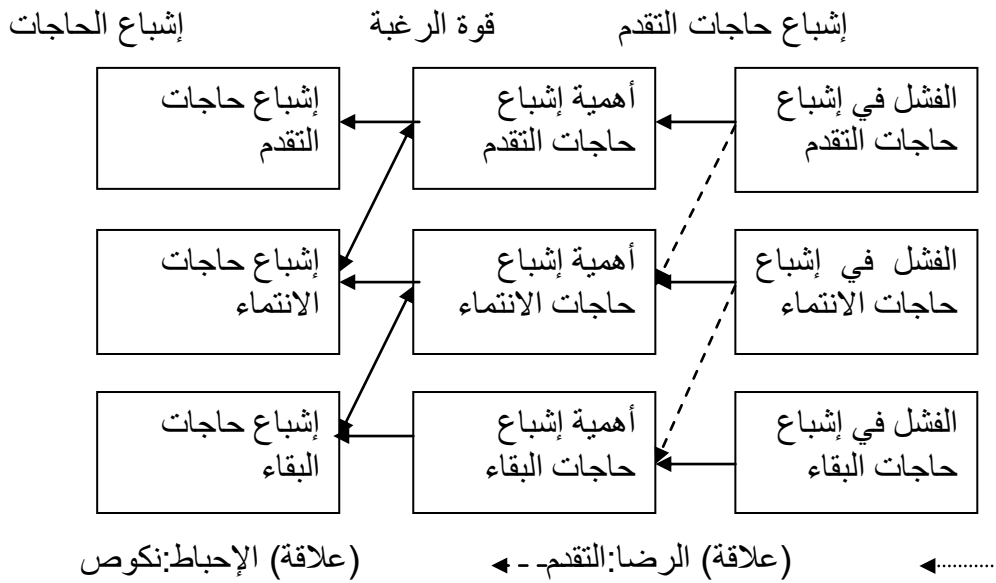 إشباع حاجات التقدم
قوة الرغبة
إشباع الحاجات
الفشل في إشباع
حاجات التقدم
أهمية إشباع
حاجات التقدم
إشباع حاجات
التقدم
الفشل في إشباع
حاجات الانتماء
أهمية إشباع
حاجات الانتماء
إشباع حاجات
الانتماء
الفشل في إشباع
حاجات البقاء
أهمية إشباع
حاجات البقاء
إشباع حاجات
البقاء
(علاقة) الرضا:التقدم
(علاقة) الإحباط:نكوص